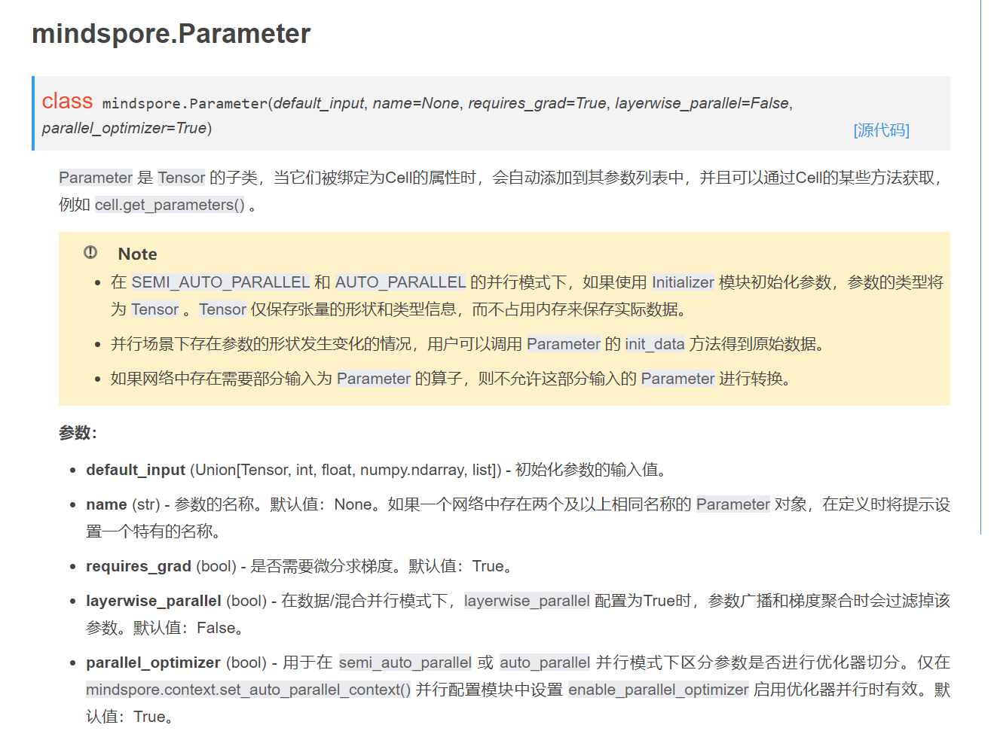 mindspore.Parameter
class mindspore.Parameter(default_input, name=None, requires_grad=True, layerwise_parallel=False,
parallel_optimizer=True)
[源代码]
Parameter 是 Tensor 的子类，当它们被绑定为Cell的属性时，会自动添加到其参数列表中，并且可以通过Cell的某些方法获取，
例如 cell.get_parameters() 。
Note
• 在 SEMI_AUTO_PARALLEL 和 AUTO_PARALLEL 的并行模式下，如果使用 Initializer 模块初始化参数，参数的类型将
为 Tensor 。Tensor 仅保存张量的形状和类型信息，而不占用内存来保存实际数据。
• 并行场景下存在参数的形状发生变化的情况，用户可以调用 Parameter 的 init_data 方法得到原始数据。
• 如果网络中存在需要部分输入为 Parameter 的算子，则不允许这部分输入的 Parameter 进行转换。
参数：
• default_input (Union[Tensor, int, float, numpy.ndarray, list]) - 初始化参数的输入值。
• name (str) - 参数的名称。默认值：None。如果一个网络中存在两个及以上相同名称的 Parameter 对象，在定义时将提示设
置一个特有的名称。
• requires_grad (bool) - 是否需要微分求梯度。默认值：True。
• layerwise_parallel (bool) - 在数据/混合并行模式下，layerwise_parallel 配置为True时，参数广播和梯度聚合时会过滤掉该
参数。默认值：False。
• parallel_optimizer (bool) - 用于在 semi_auto_parallel 或 auto_parallel 并行模式下区分参数是否进行优化器切分。仅在
mindspore.context.set_auto_parallel_context() 并行配置模块中设置 enable_parallel_optimizer 启用优化器并行时有效。默
认值：True。